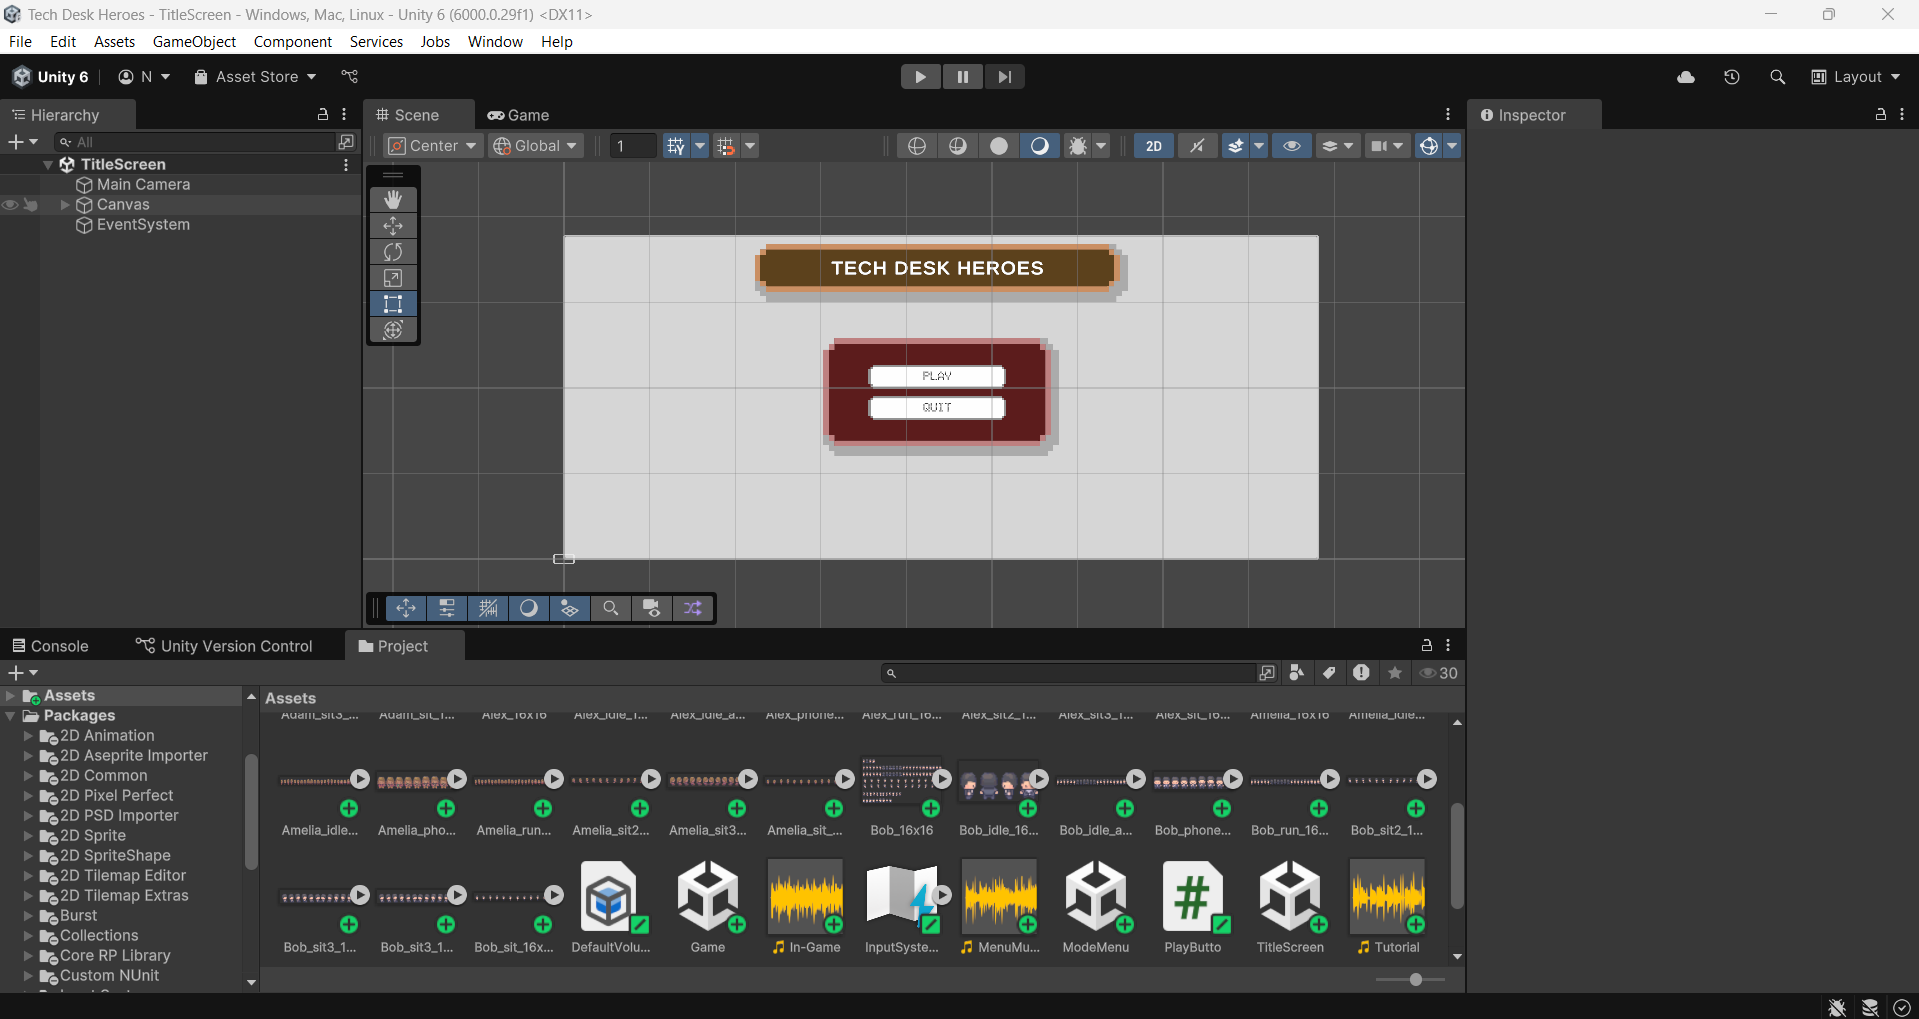 Tech Desk Heroes - TitleScreen - Windows, Mac, Linux - Unity 6 (6000.0.29f1) <DX11>
File Edit Assets GameObject Component Services Jobs Window Help
Unity 6 N Asset Store Layout
Hierarchy
Scene Game
Inspector
All
Center Global 1 2D
TitleScreen
Main Camera
Canvas
EventSystem
TECH DESK HEROES
PLAY
QUIT
Console Unity Version Control Project
30
Assets
Packages
2D Animation
2D Aseprite Importer
2D Common
2D Pixel Perfect
2D PSD Importer
2D Sprite
2D SpriteShape
2D Tilemap Editor
2D Tilemap Extras
Burst
Collections
Core RP Library
Custom NUnit
Assets
Adam_sit3_... Adam_sit_1... Alex_16x16 Alex_idle_1... Alex_idle_a... Alex_phone... Alex_run_16... Alex_sit2_1... Alex_sit3_1... Alex_sit_16... Amelia_16x16 Amelia_idle...
Amelia_idle... Amelia_pho... Amelia_run... Amelia_sit2... Amelia_sit3... Amelia_sit_... Bob_16x16 Bob_idle_16... Bob_idle_a... Bob_phone... Bob_run_16... Bob_sit2_1...
Bob_sit3_1... Bob_sit3_1... Bob_sit_16x... DefaultVolu... Game In-Game InputSyste... MenuMu... ModeMenu PlayButto TitleScreen Tutorial